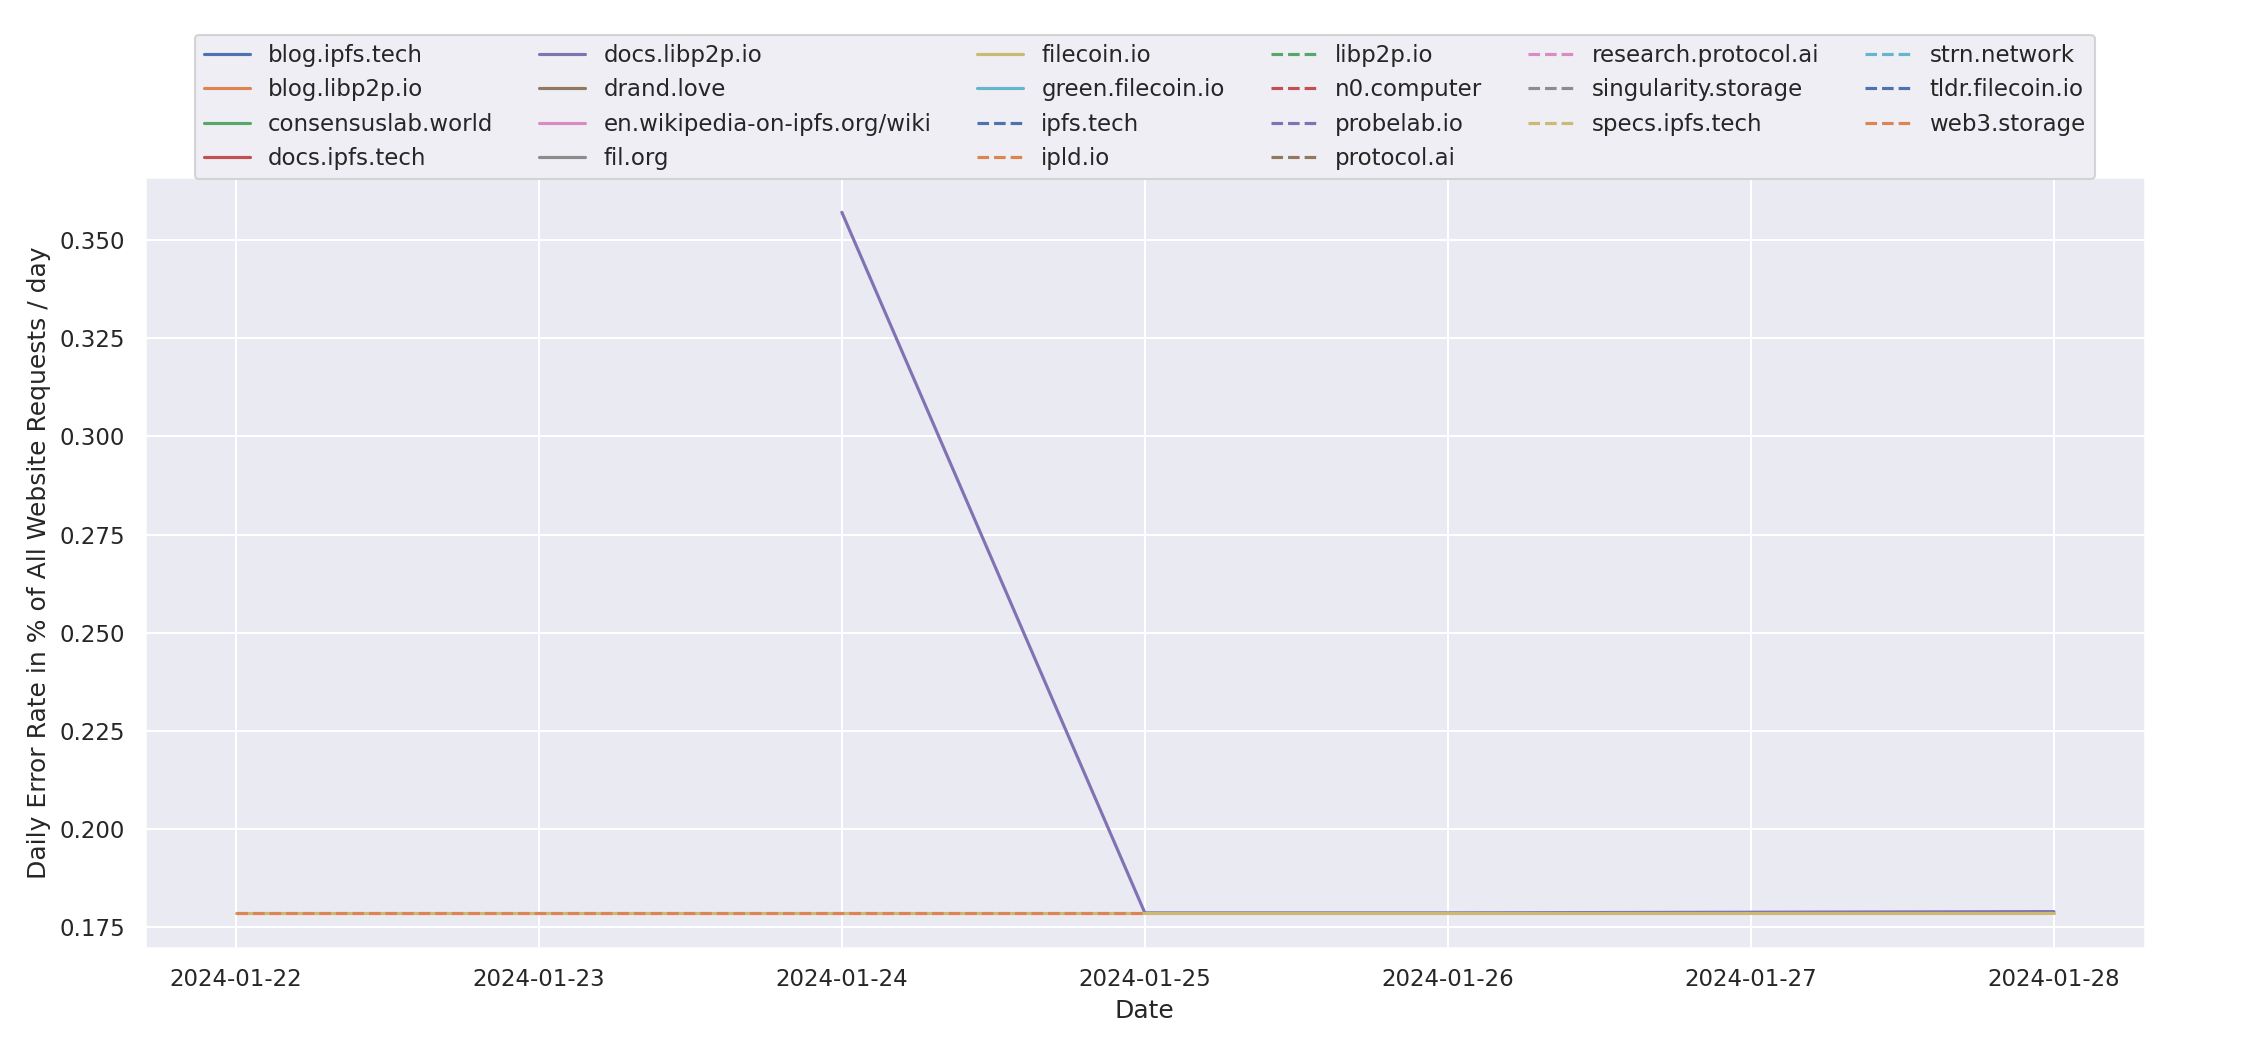 blog.ipfs.tech
blog.libp2p.io
consensuslab.world
docs.ipfs.tech
docs.libp2p.io
drand.love
en.wikipedia-on-ipfs.org/wiki
fil.org
filecoin.io
green.filecoin.io
ipfs.tech
ipld.io
libp2p.io
n0.computer
probelab.io
protocol.ai
research.protocol.ai
singularity.storage
specs.ipfs.tech
strn.network
tldr.filecoin.io
web3.storage
Daily Error Rate in % of All Website Requests / day
0.350
0.325
0.300
0.275
0.250
0.225
0.200
0.175
2024-01-22
2024-01-23
2024-01-24
2024-01-25
2024-01-26
2024-01-27
2024-01-28
Date